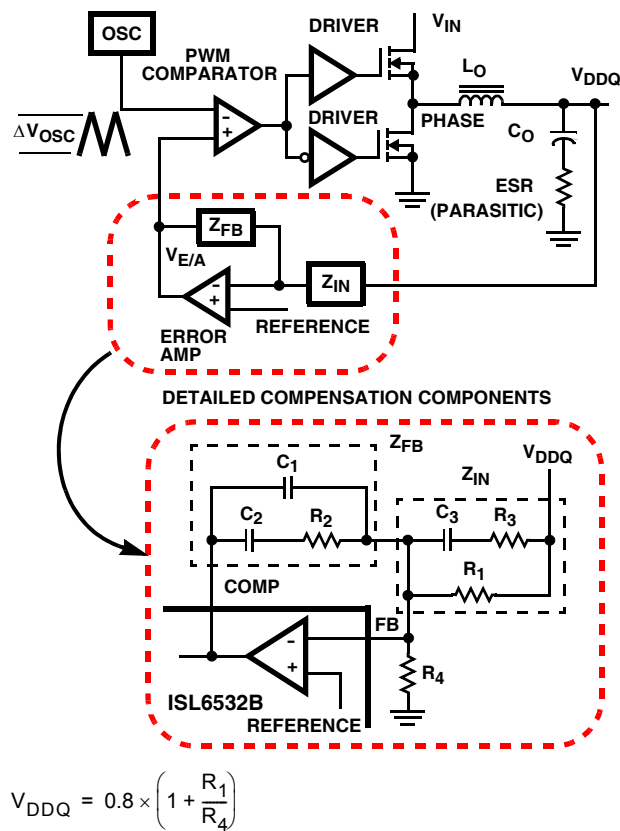 OSC
PWM
COMPARATOR
DRIVER
V_IN
L_O
V_DDQ
ΔV_OSC
-
+
DRIVER
PHASE
C_O
ESR
(PARASITIC)
Z_FB
V_E/A
-
+
Z_IN
REFERENCE
ERROR
AMP
DETAILED COMPENSATION COMPONENTS
Z_FB
C_1
V_DDQ
Z_IN
C_2
R_2
C_3
R_3
R_1
COMP
FB
-
+
R_4
ISL6532B
REFERENCE
V_DDQ = 0.8 × (1 + R_1/R_4)